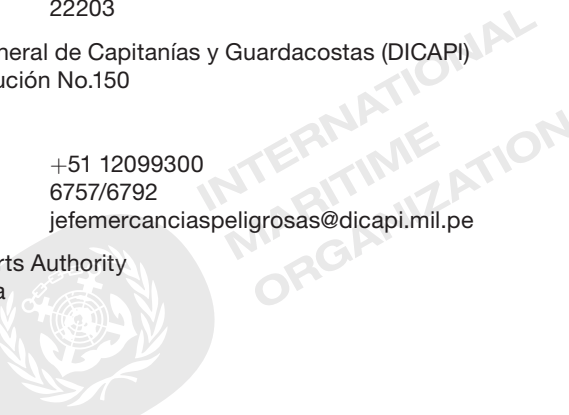 22203
neral de Capitanías y Guardacostas (DICAPI)
ución No.150
+51 12099300
6757/6792
jefemercanciaspeligrosas@dicapi.mil.pe
rts Authority
a
INTERNATIONAL
MARITIME
ORGANIZATION